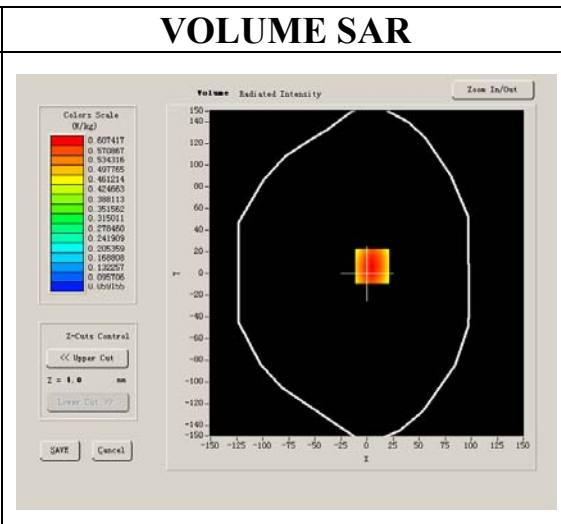 VOLUME SAR
Volume Radiated Intensity
Zoom In/Out
Colors Scale
(W/kg)
0.607417
0.570867
0.534316
0.497765
0.461214
0.424663
0.388113
0.351562
0.315011
0.278460
0.241909
0.205359
0.168808
0.132257
0.095706
0.059155
Z-Cuts Control
<< Upper Cut
Z = 1.0 mm
Lower Cut >>
SAVE
Cancel
150
140
120
100
80
60
40
20
0
-20
-40
-60
-80
-100
-120
-140
-150
Y
-150 -125 -100 -75 -50 -25 0 25 50 75 100 125 150
X